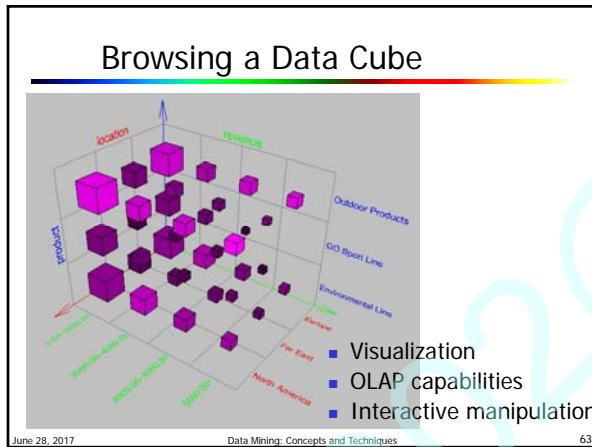 Browsing a Data Cube
location
revenue
product
Outdoor Products
GO Sport Line
Environmental Line
Europe
Far East
North America
Visualization
OLAP capabilities
Interactive manipulation
June 28, 2017
Data Mining: Concepts and Techniques
63